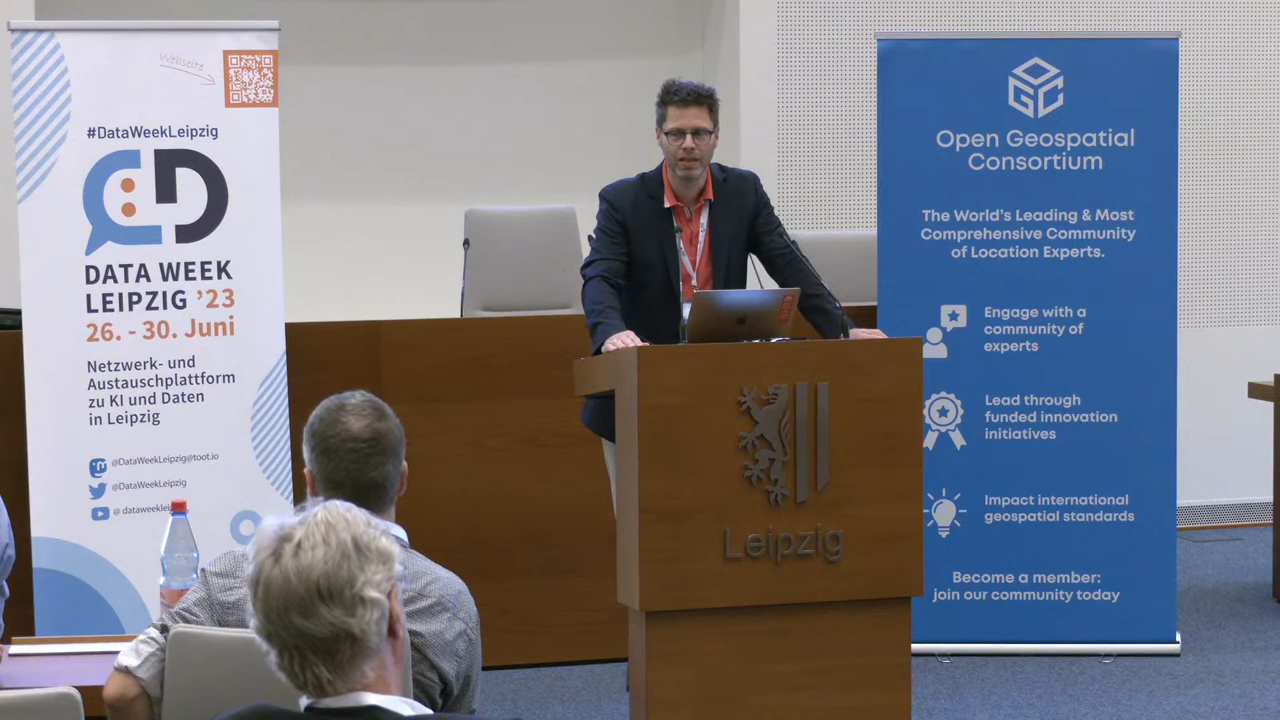 Webseite
#DataWeekLeipzig
DATA WEEK
LEIPZIG '23
26. - 30. Juni
Netzwerk- und
Austauschplattform
zu KI und Daten
in Leipzig
@DataWeekLeipzig@toot.io
@DataWeekLeipzig
Leipzig
OGC
Open Geospatial
Consortium
The World's Leading & Most
Comprehensive Community
of Location Experts.
Engage with a
community of
experts
Lead through
funded innovation
initiatives
Impact international
geospatial standards
Become a member:
join our community today